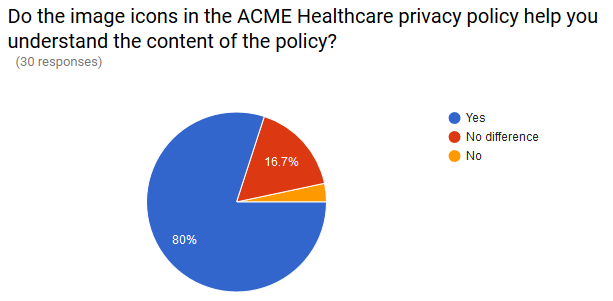 Do the image icons in the ACME Healthcare privacy policy help you
understand the content of the policy?
(30 responses)
Yes
No difference
No
16.7%
80%